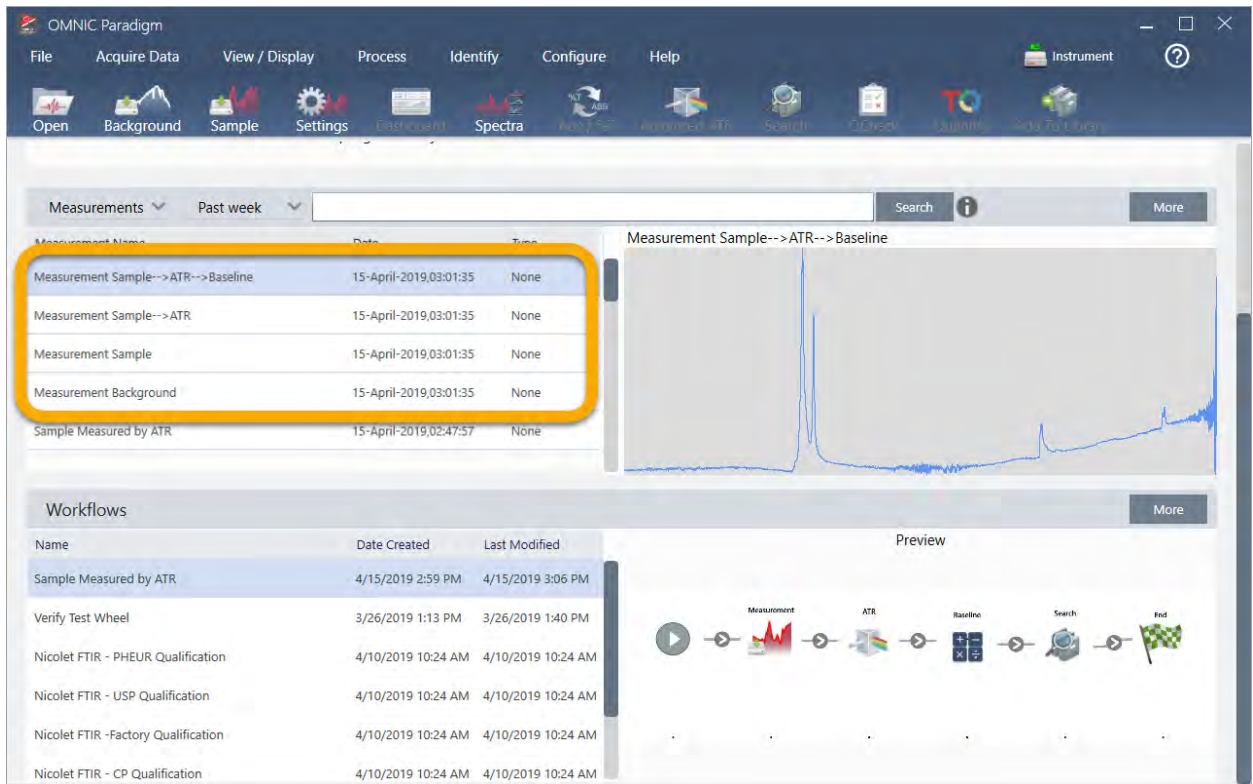 OMNIC Paradigm
File Acquire Data View / Display Process Identify Configure Help Instrument
Open Background Sample Settings Dashboard Spectra Advanced ATR Search QCheck Quantify Add To Library
Measurements Past week Search More
Measurement Name Date Type
Measurement Sample-->ATR-->Baseline
Measurement Sample-->ATR-->Baseline 15-April-2019,03:01:35 None
Measurement Sample-->ATR 15-April-2019,03:01:35 None
Measurement Sample 15-April-2019,03:01:35 None
Measurement Background 15-April-2019,03:01:35 None
Sample Measured by ATR 15-April-2019,02:47:57 None
Workflows More
Name Date Created Last Modified Preview
Sample Measured by ATR 4/15/2019 2:59 PM 4/15/2019 3:06 PM
Measurement ATR Baseline Search End
Verify Test Wheel 3/26/2019 1:13 PM 3/26/2019 1:40 PM
Nicolet FTIR - PHEUR Qualification 4/10/2019 10:24 AM 4/10/2019 10:24 AM
Nicolet FTIR - USP Qualification 4/10/2019 10:24 AM 4/10/2019 10:24 AM
Nicolet FTIR -Factory Qualification 4/10/2019 10:24 AM 4/10/2019 10:24 AM
Nicolet FTIR - CP Qualification 4/10/2019 10:24 AM 4/10/2019 10:24 AM